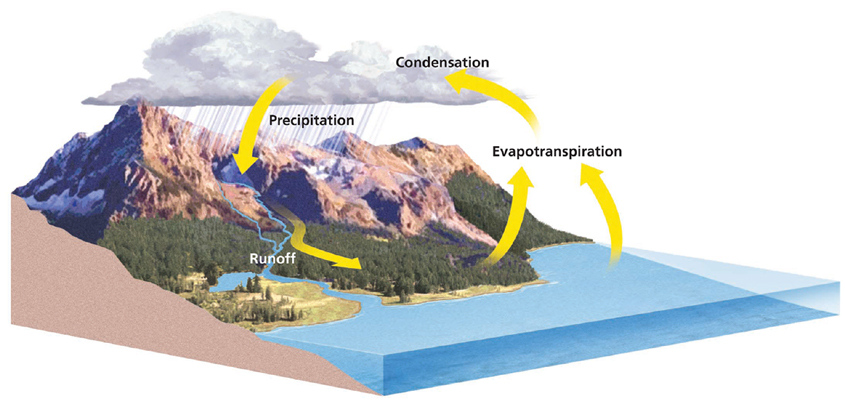 Condensation
Precipitation
Evapotranspiration
Runoff